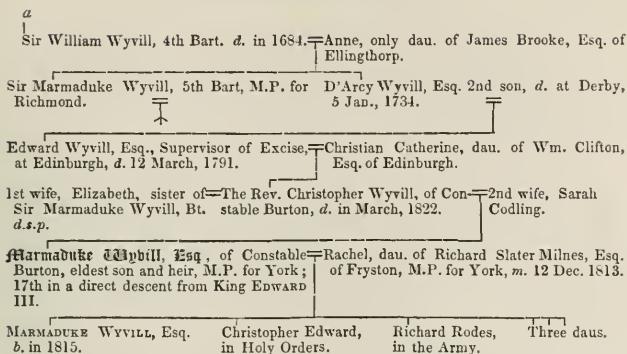 a
Sir William Wyvill, 4th Bart. d. in 1684. Anne, only dau. of James Brooke, Esq. of
Ellingthorp.
Sir Marmaduke Wyvill, 5th Bart, M.P. for D'Arcy Wyvill, Esq. 2nd son, d. at Derby,
Richmond. 5 Jan., 1734.
Edward Wyvill, Esq., Supervisor of Excise, Christian Catherine, dau. of Wm. Clifton,
at Edinburgh, d. 12 March, 1791. Esq. of Edinburgh.
1st wife, Elizabeth, sister of The Rev. Christopher Wyvill, of Con- 2nd wife, Sarah
Sir Marmaduke Wyvill, Bt. stable Burton, d. in March, 1822. Codling.
d.s.p.
Marmaduke Wyvill, Esq, of Constable Rachel, dau. of Richard Slater Milnes, Esq.
Burton, eldest son and heir, M.P. for York; of Fryston, M.P. for York, m. 12 Dec. 1813.
17th in a direct descent from King EDWARD
III.
MARMADUKE WYVILL, Esq. Christopher Edward, Richard Rodes, Three daus.
b. in 1815. in Holy Orders. in the Army.